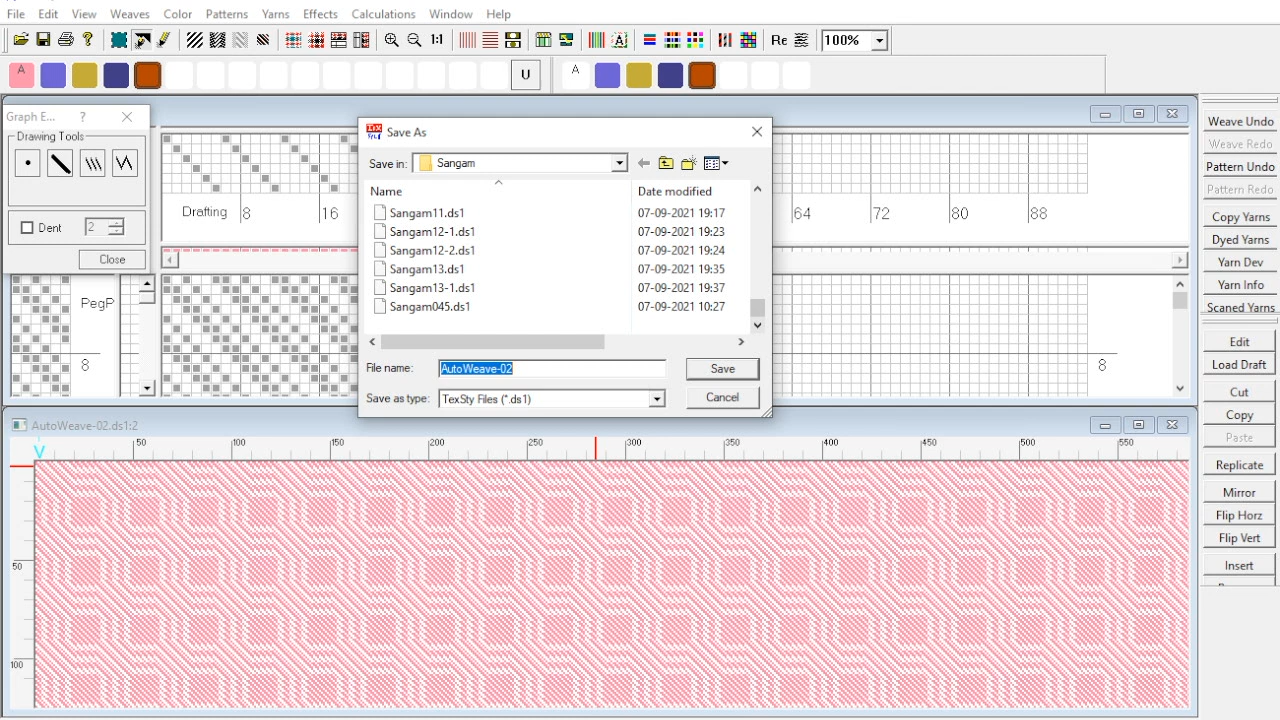 File Edit View Weaves Color Patterns Yarns Effects Calculations Window Help
1:1 Re 100%
A U A
Graph E... ? Save As
Drawing Tools
Weave Undo
Weave Redo
Save in: Sangam
Pattern Undo
Pattern Redo
Name Date modified
Drafting 8 16 64 72 80 88
Sangam11.ds1 07-09-2021 19:17
Copy Yarns
Dent 2
Sangam12-1.ds1 07-09-2021 19:23
Dyed Yarns
Sangam12-2.ds1 07-09-2021 19:24
Close
Yarn Dev
Sangam13.ds1 07-09-2021 19:35
Sangam13-1.ds1 07-09-2021 19:37
Yarn Info
PegP
Sangam045.ds1 07-09-2021 10:27
Scaned Yarns
Edit
8 File name: AutoWeave-02 Save 8
Load Draft
Save as type: TexSty Files (*.ds1) Cancel
Cut
Copy
AutoWeave-02.ds1:2
Paste
50 100 150 200 250 300 350 400 450 500 550
V
Replicate
Mirror
Flip Horz
Flip Vert
50
Insert
100